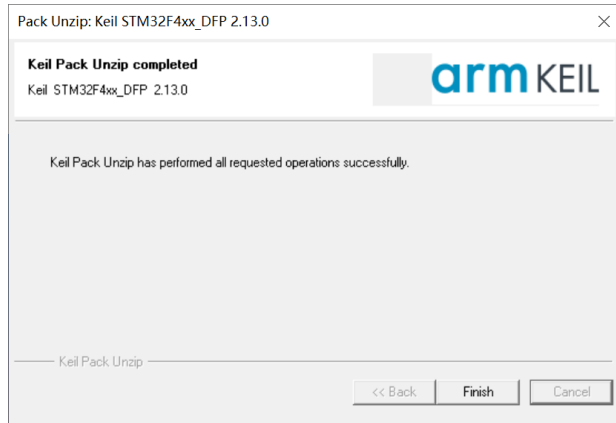 Pack Unzip: Keil STM32F4xx_DFP 2.13.0
Keil Pack Unzip completed
Keil STM32F4xx_DFP 2.13.0
arm KEIL
Keil Pack Unzip has performed all requested operations successfully.
Keil Pack Unzip
<< Back Finish Cancel